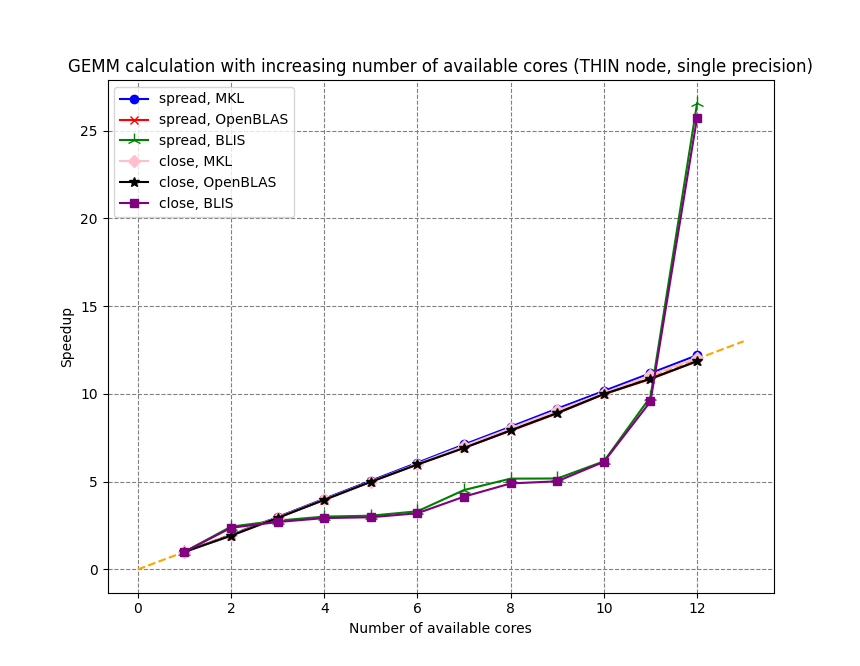 GEMM calculation with increasing number of available cores (THIN node, single precision)
spread, MKL
spread, OpenBLAS
spread, BLIS
close, MKL
close, OpenBLAS
close, BLIS
25
20
15
10
5
0
Speedup
0 2 4 6 8 10 12
Number of available cores